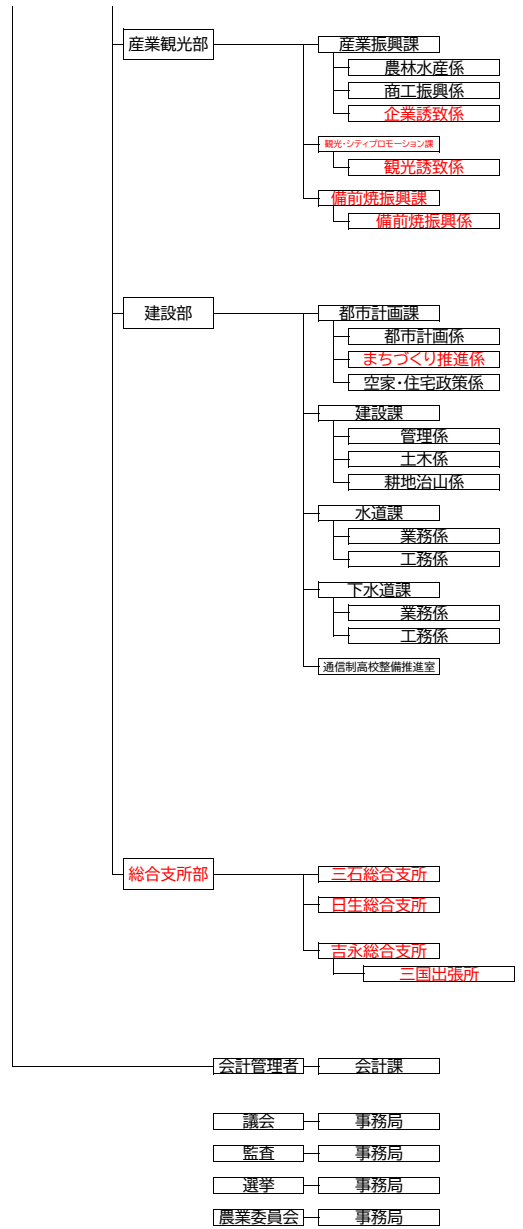 産業観光部
産業振興課
農林水産係
商工振興係
企業誘致係
観光・シティプロモーション課
観光誘致係
備前焼振興課
備前焼振興係
建設部
都市計画課
都市計画係
まちづくり推進係
空家・住宅政策係
建設課
管理係
土木係
耕地治山係
水道課
業務係
工務係
下水道課
業務係
工務係
通信制高校整備推進室
総合支所部
三石総合支所
日生総合支所
吉永総合支所
三国出張所
会計管理者
会計課
議会
事務局
監査
事務局
選挙
事務局
農業委員会
事務局